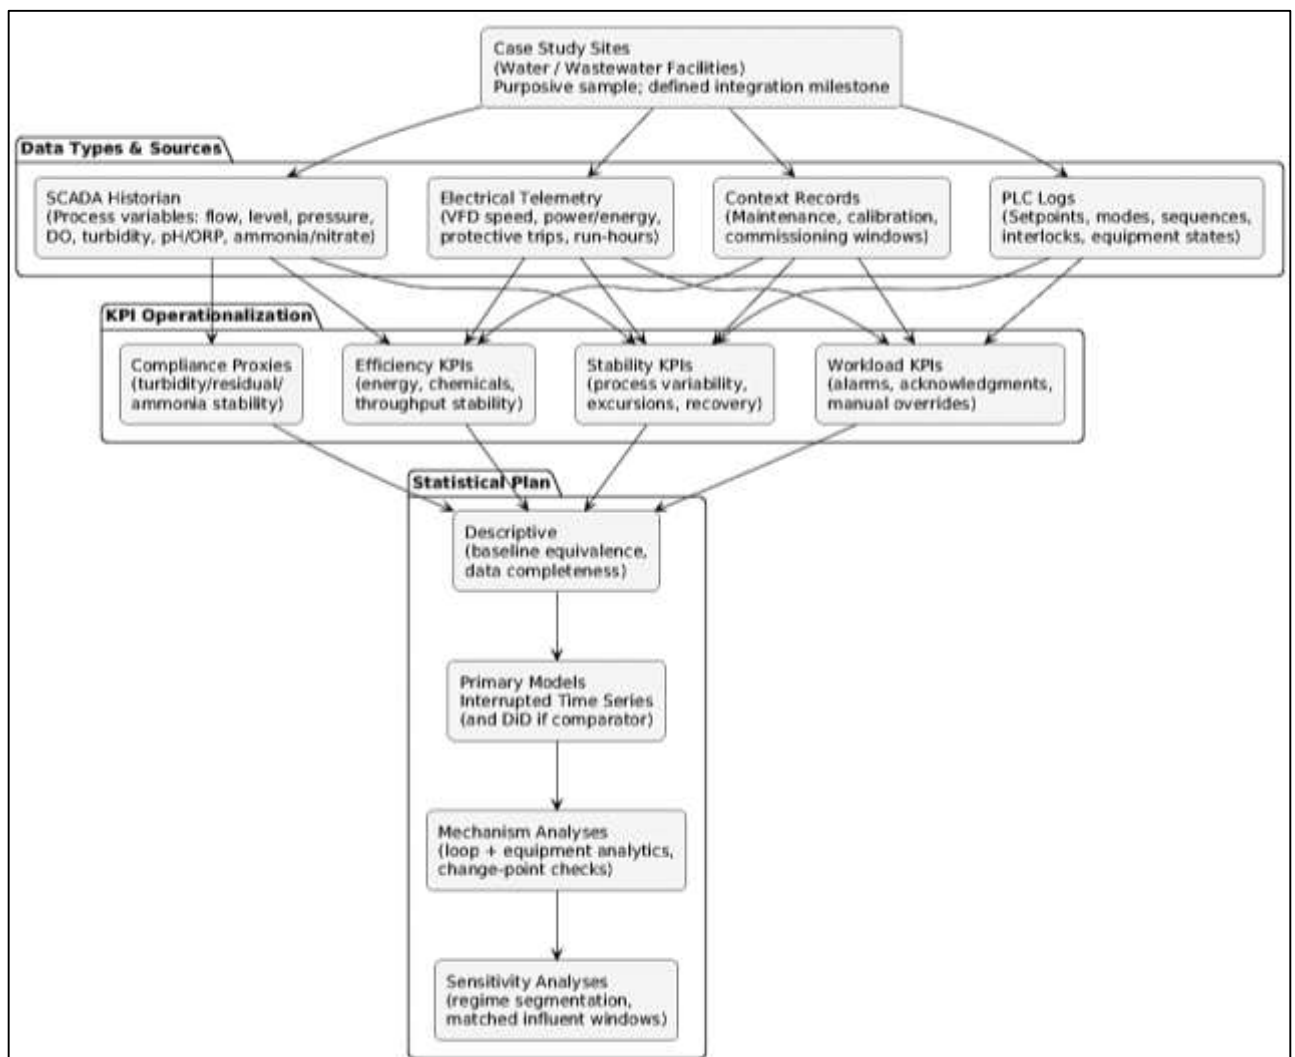 Case Study Sites
(Water / Wastewater Facilities)
Purposive sample; defined integration milestone
Data Types & Sources
SCADA Historian
(Process variables: flow, level, pressure,
DO, turbidity, pH/ORP, ammonia/nitrate)
Electrical Telemetry
(VFD speed, power/energy,
protective trips, run-hours)
Context Records
(Maintenance, calibration,
commissioning windows)
PLC Logs
(Setpoints, modes, sequences,
interlocks, equipment states)
KPI Operationalization
Compliance Proxies
(turbidity/residual/
ammonia stability)
Efficiency KPIs
(energy, chemicals,
throughput stability)
Stability KPIs
(process variability,
excursions, recovery)
Workload KPIs
(alarms, acknowledgments,
manual overrides)
Statistical Plan
Descriptive
(baseline equivalence,
data completeness)
Primary Models
Interrupted Time Series
(and DiD if comparator)
Mechanism Analyses
(loop + equipment analytics,
change-point checks)
Sensitivity Analyses
(regime segmentation,
matched influent windows)